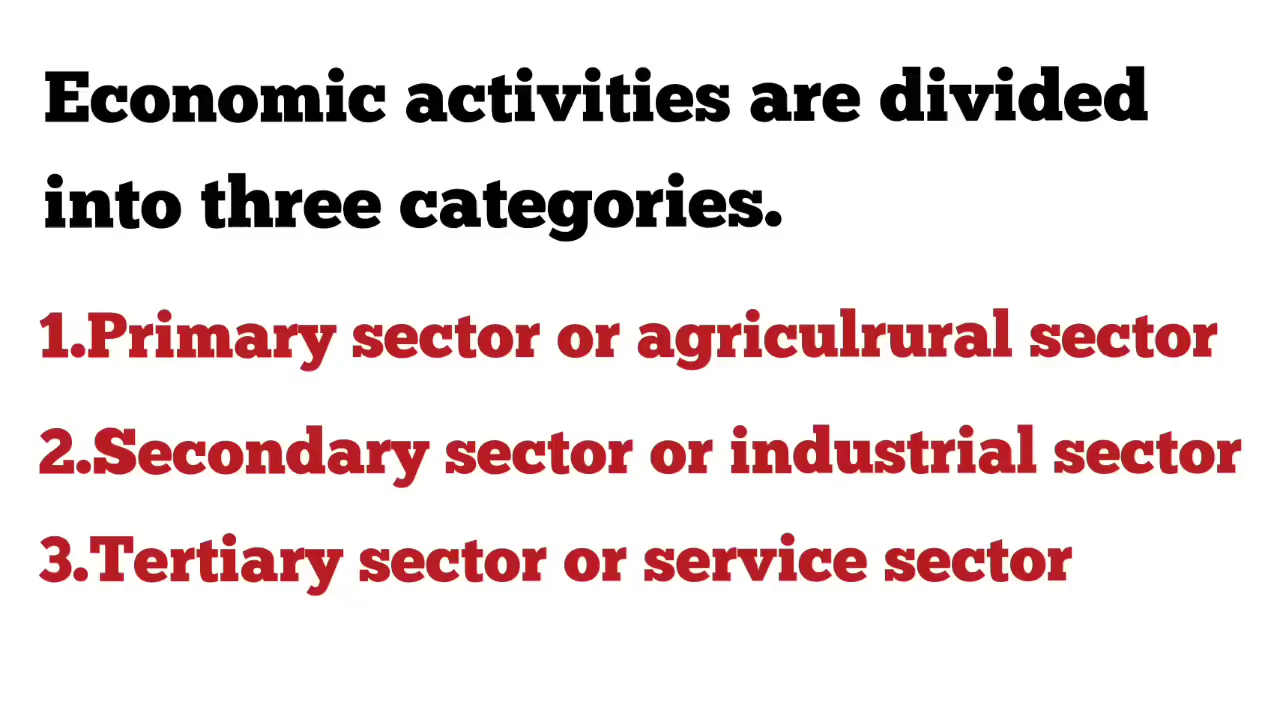 Economic activities are divided
into three categories.
1.Primary sector or agriculrural sector
2.Secondary sector or industrial sector
3.Tertiary sector or service sector